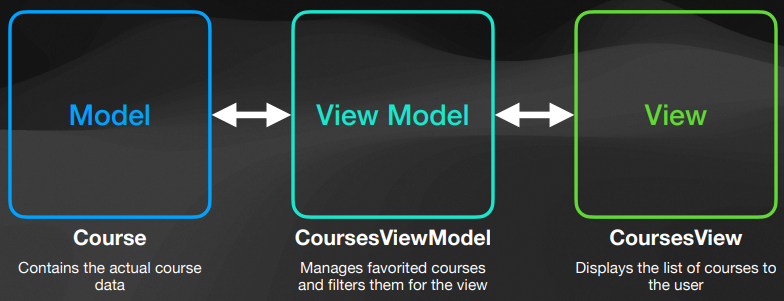 Model
View Model
View
Course
Contains the actual course
data
CoursesViewModel
Manages favorited courses
and filters them for the view
CoursesView
Displays the list of courses to
the user